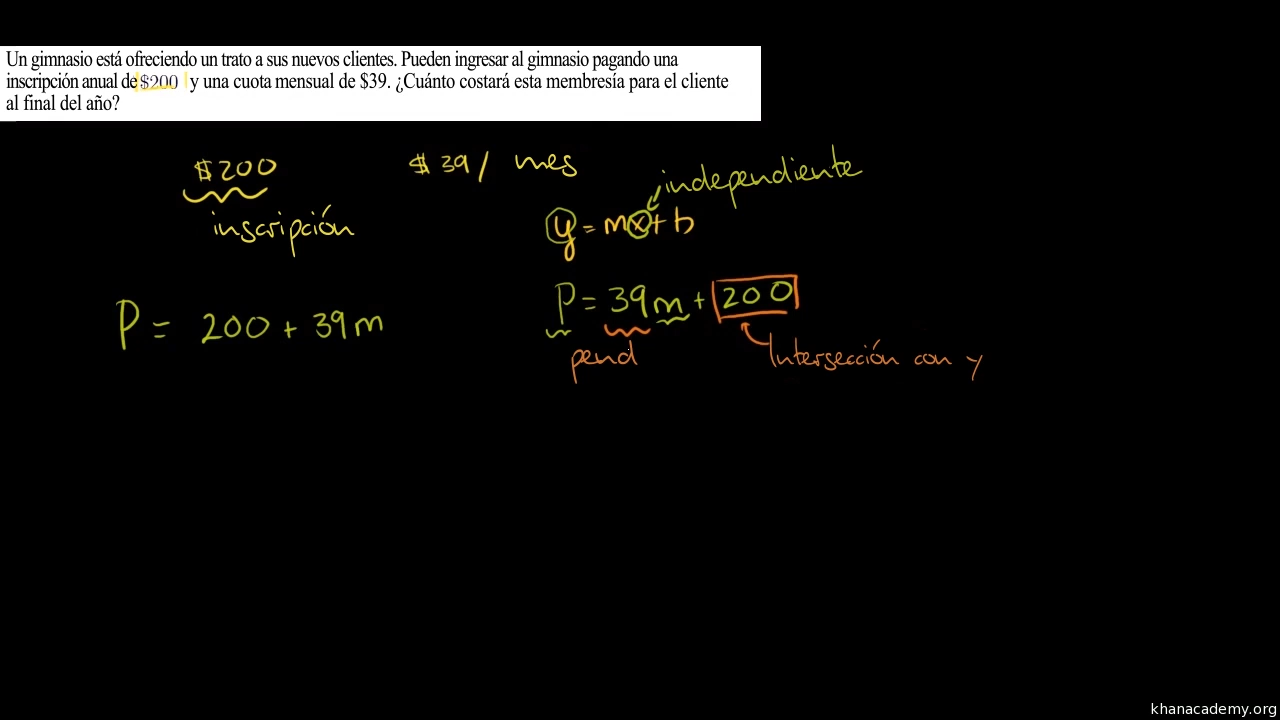 Un gimnasio está ofreciendo un trato a sus nuevos clientes. Pueden ingresar al gimnasio pagando una
inscripción anual de $200 y una cuota mensual de $39. ¿Cuánto costará esta membresía para el cliente
al final del año?
$200 $39/ mes
independiente
inscripción
y = mx + b
P = 200 + 39m
P = 39m + 200
pend
Intersección con y
khanacademy.org